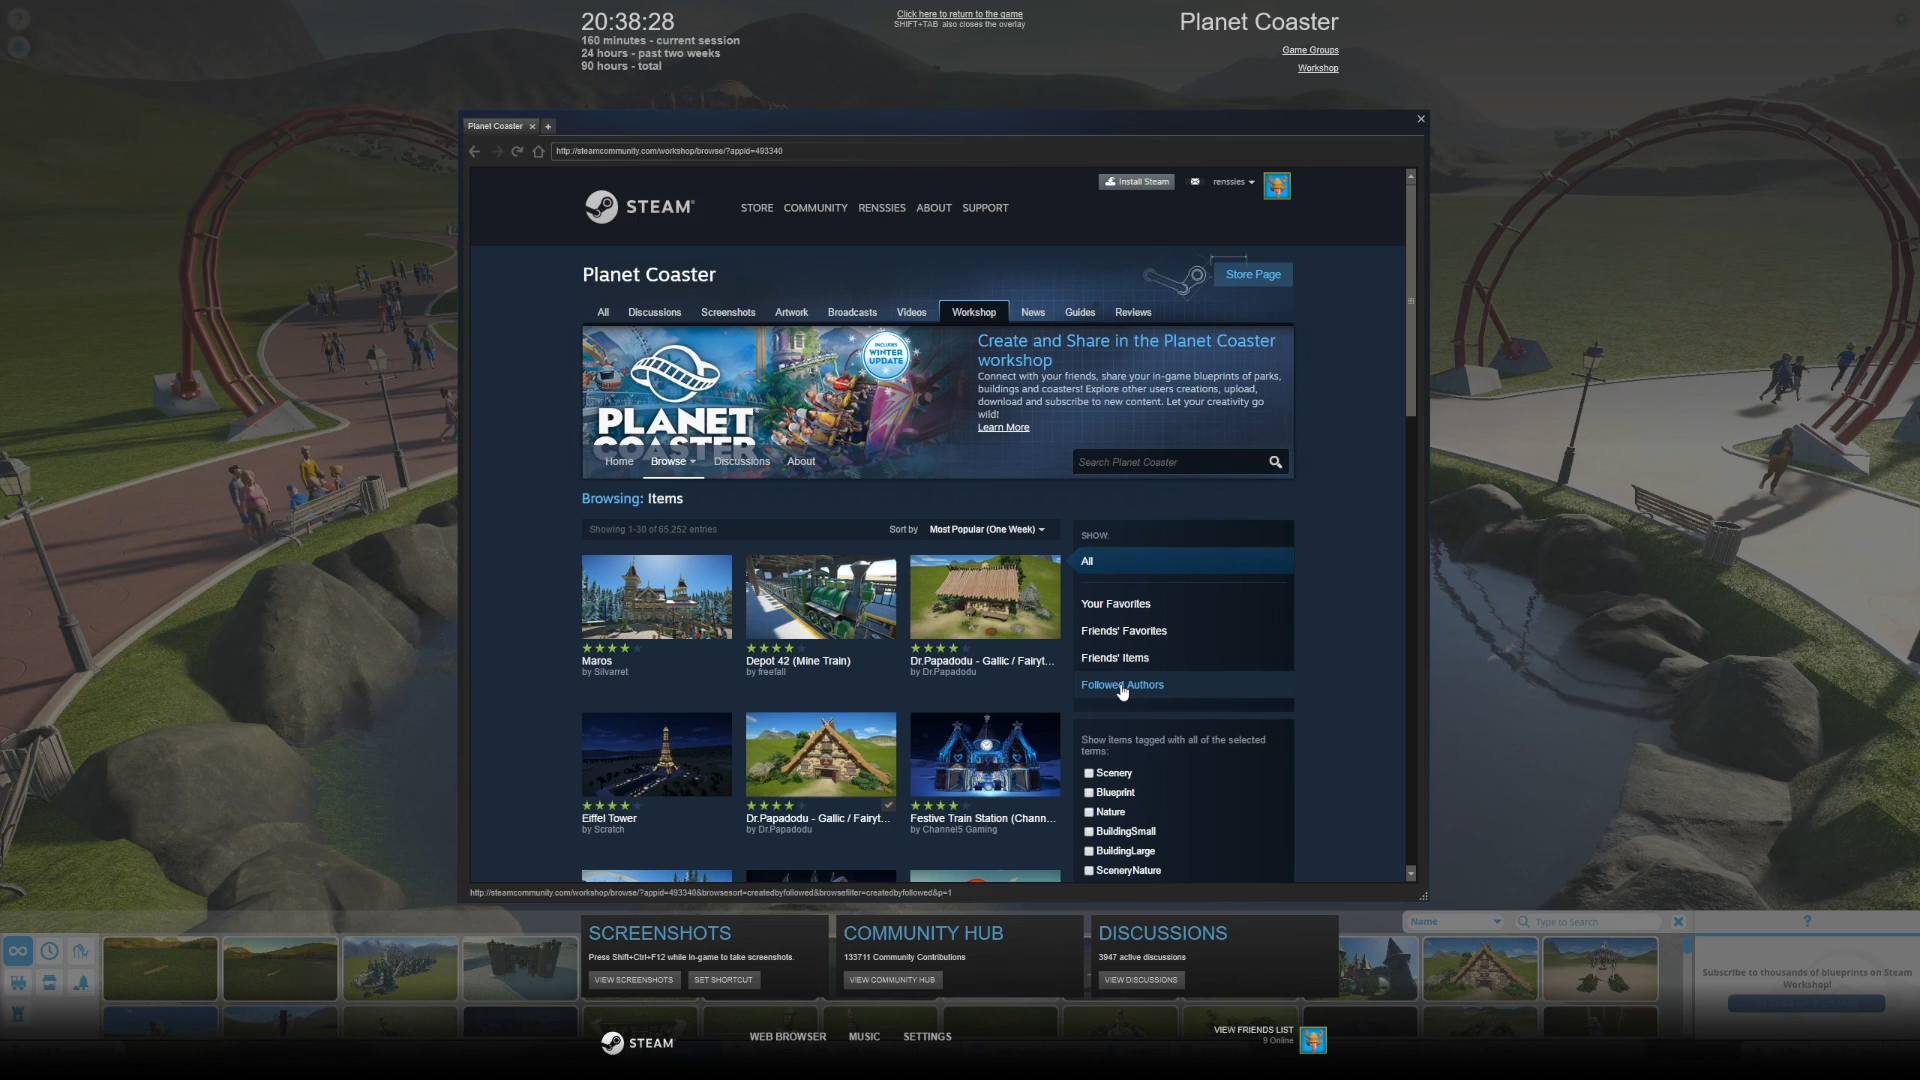 20:38:28
160 minutes - current session
24 hours - past two weeks
90 hours - total
Click here to return to the game
SHIFT+TAB also closes the overlay
Planet Coaster
Game Groups
Workshop
Planet Coaster
http://steamcommunity.com/workshop/browse/?appid=493340
Install Steam
renssies
STEAM
STORE COMMUNITY RENSSIES ABOUT SUPPORT
Planet Coaster
Store Page
All Discussions Screenshots Artwork Broadcasts Videos Workshop News Guides Reviews
PLANET
COASTER
INCLUDES
WINTER
UPDATE
Create and Share in the Planet Coaster
workshop
Connect with your friends, share your in-game blueprints of parks,
buildings and coasters! Explore other users creations, upload,
download and subscribe to new content. Let your creativity go
wild!
Learn More
Home Browse Discussions About
Search Planet Coaster
Browsing: Items
Showing 1-30 of 65,252 entries
Sort by Most Popular (One Week)
Maros
by Silvarret
Depot 42 (Mine Train)
by freefall
Dr.Papadodu - Gallic / Fairyt...
by Dr.Papadodu
Eiffel Tower
by Scratch
Dr.Papadodu - Gallic / Fairyt...
by Dr.Papadodu
Festive Train Station (Chann...
by Channel5 Gaming
SHOW:
All
Your Favorites
Friends' Favorites
Friends' Items
Followed Authors
Show items tagged with all of the selected
terms:
Scenery
Blueprint
Nature
BuildingSmall
BuildingLarge
SceneryNature
http://steamcommunity.com/workshop/browse/?appid=493340&browsesort=createdbyfollowed&browsefilter=createdbyfollowed&p=1
SCREENSHOTS
Press Shift+Ctrl+F12 while in-game to take screenshots.
VIEW SCREENSHOTS
SET SHORTCUT
COMMUNITY HUB
133711 Community Contributions
VIEW COMMUNITY HUB
DISCUSSIONS
3947 active discussions
VIEW DISCUSSIONS
Name
Type to Search
?
Subscribe to thousands of blueprints on Steam
Workshop!
STEAM
WEB BROWSER MUSIC SETTINGS
VIEW FRIENDS LIST
9 Online